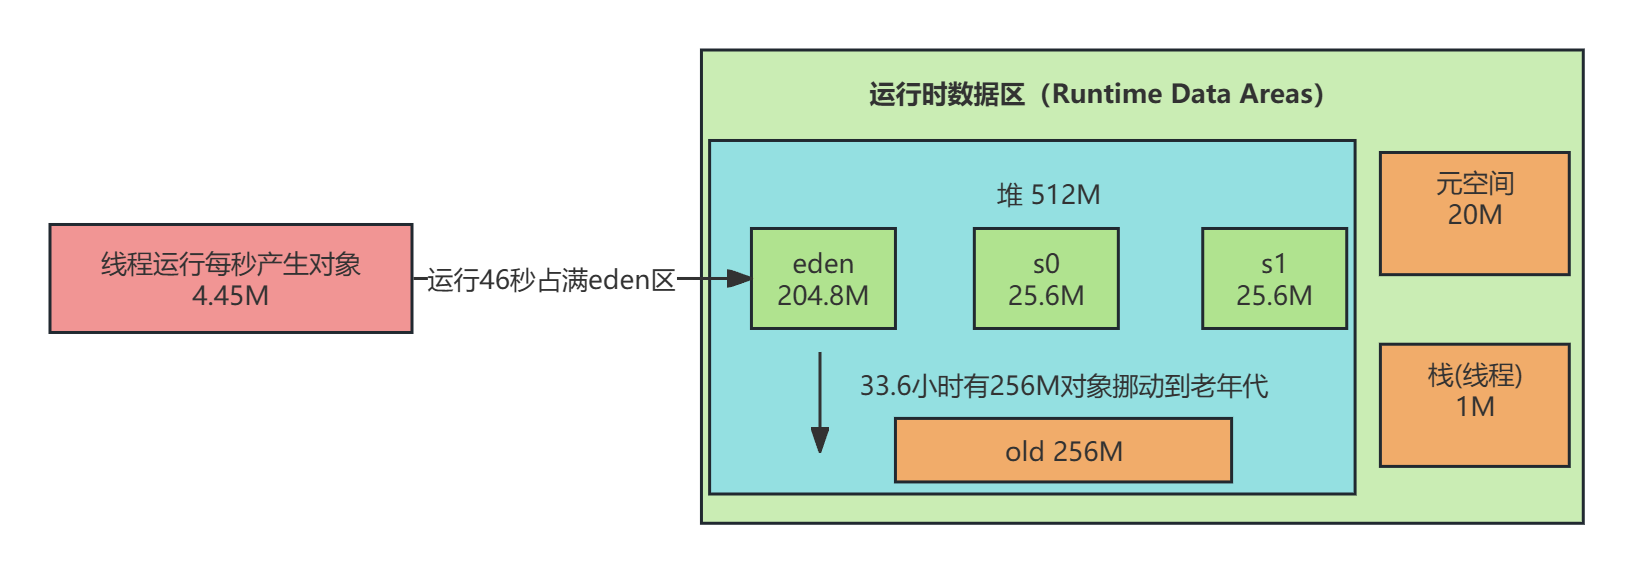 运行时数据区（Runtime Data Areas）
堆 512M
元空间
20M
线程运行每秒产生对象
4.45M
运行46秒占满eden区
eden
204.8M
s0
25.6M
s1
25.6M
33.6小时有256M对象挪动到老年代
old 256M
栈(线程)
1M